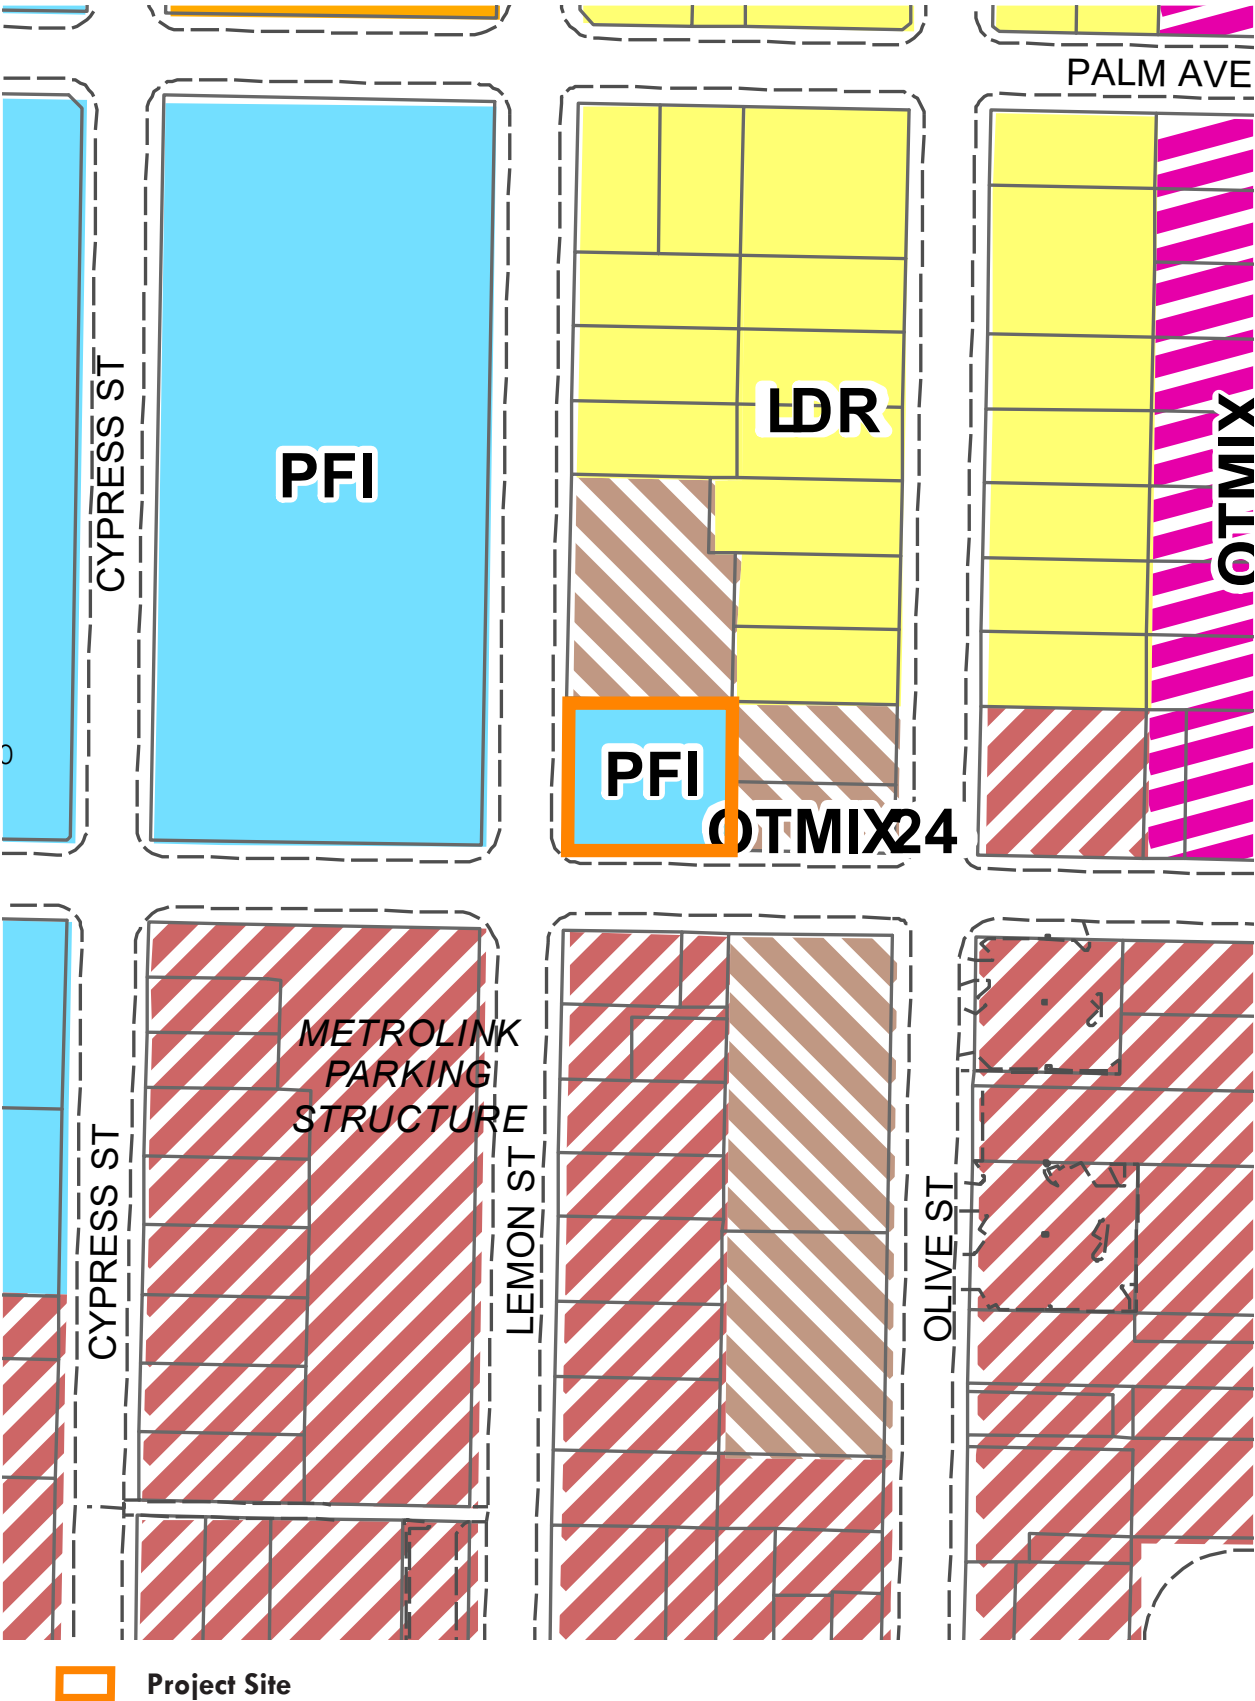 PALM AVE
CYPRESS ST
PFI
LDR
OTMIX
0
PFI
OTMIX24
METROLINK
PARKING
STRUCTURE
CYPRESS ST
LEMON ST
OLIVE ST
Project Site